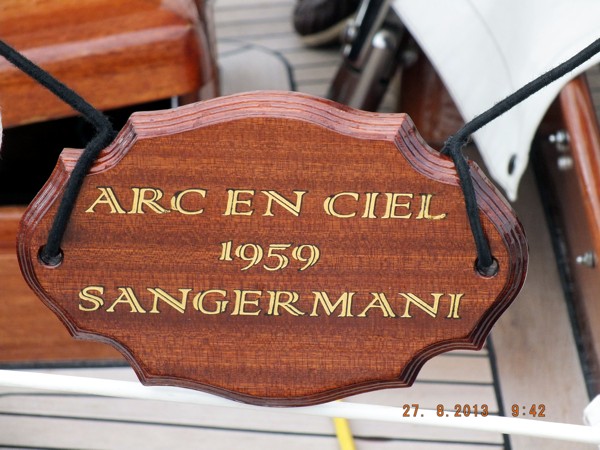 ARC EN CIEL
1959
SANGERMANI
27. 8.2013 9:42